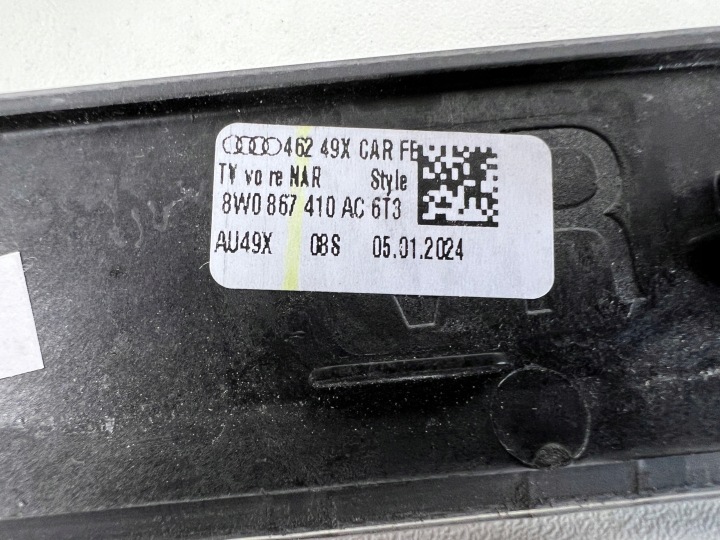 462 49X CAR FE
TV vo re NAR Style
8W0 867 410 AC 6T3
AU49X 08S 05.01.2024
VR